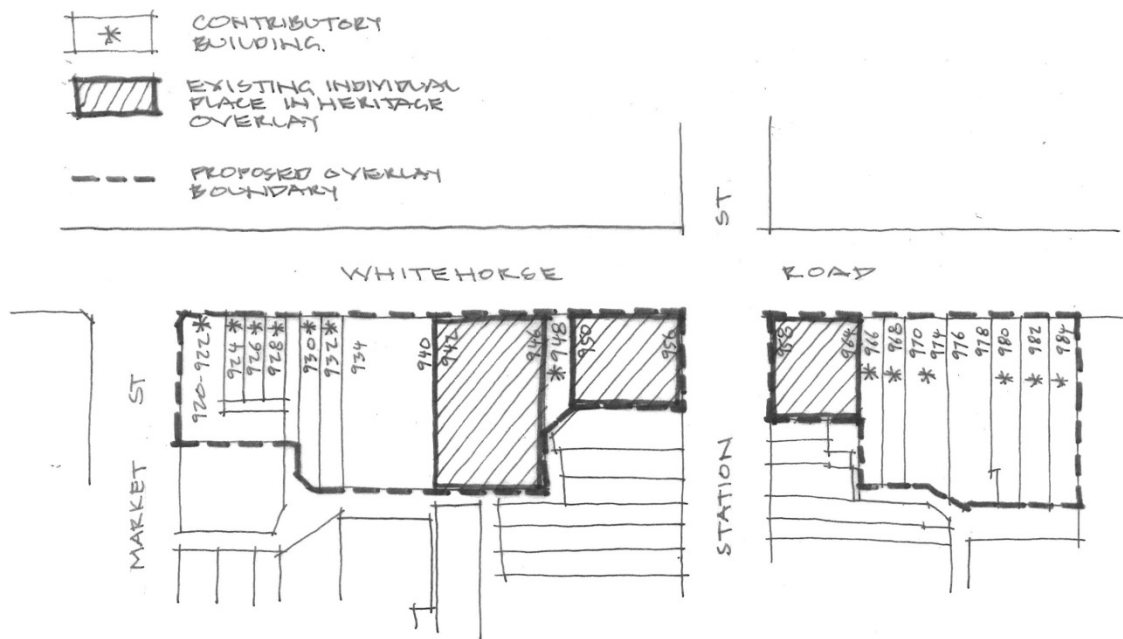 *
CONTRIBUTORY
BUILDING.
EXISTING INDIVIDUAL
PLACE IN HERITAGE
OVERLAY
PROPOSED OVERLAY
BOUNDARY
ST
WHITEHORSE ROAD
920-922*
924*
926*
928*
930*
932*
934
940
942
946
*948
950
956
958
964
*966
*968
970
*974
976
978
*980
*982
*984
MARKET ST
STATION